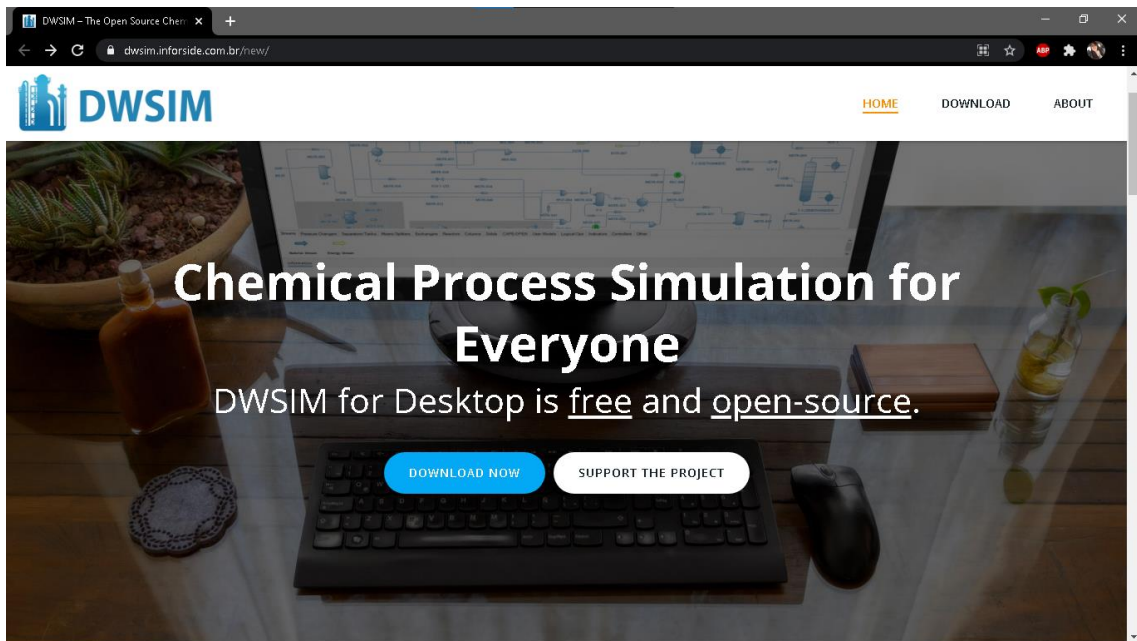 DWSIM – The Open Source Chem
dwsim.inforside.com.br/new/
ABP
DWSIM
HOME
DOWNLOAD
ABOUT
Chemical Process Simulation for
Everyone
DWSIM for Desktop is free and open-source.
DOWNLOAD NOW
SUPPORT THE PROJECT